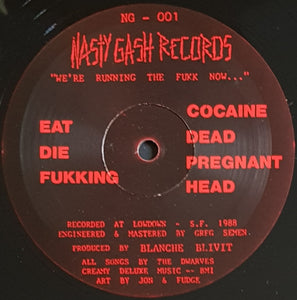 NG - 001
NASTY GASH RECORDS
"WE'RE RUNNING THE FUKK NOW..."
EAT
DIE
FUKKING
COCAINE
DEAD
PREGNANT
HEAD
RECORDED AT LOWDOWN - S.F. 1988
ENGINEERED & MASTERED BY GREG SEMEN.
PRODUCED BY BLANCHE BLIVIT
ALL SONGS BY THE DWARVES
CREAMY DELUXE MUSIC -- BMI
ART BY JON & FUDGE